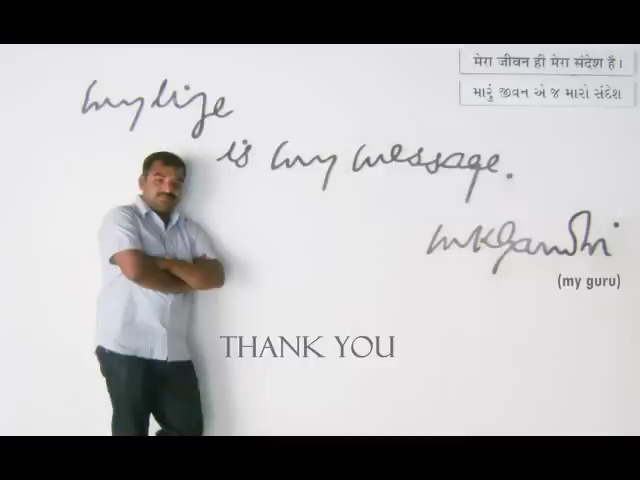 मेरा जीवन ही मेरा संदेश है।
મારું જીવન એ જ મારો સંદેશ
my life
is my message.
mkgandhi
(my guru)
THANK YOU